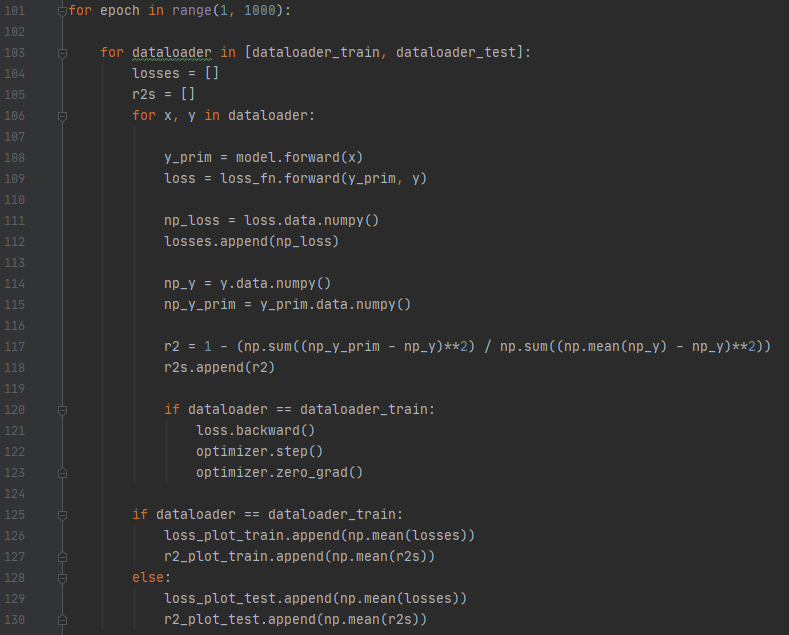 101 for epoch in range(1, 1000):
102
103     for dataloader in [dataloader_train, dataloader_test]:
104         losses = []
105         r2s = []
106         for x, y in dataloader:
107
108             y_prim = model.forward(x)
109             loss = loss_fn.forward(y_prim, y)
110
111             np_loss = loss.data.numpy()
112             losses.append(np_loss)
113
114             np_y = y.data.numpy()
115             np_y_prim = y_prim.data.numpy()
116
117             r2 = 1 - (np.sum((np_y_prim - np_y)**2) / np.sum((np.mean(np_y) - np_y)**2))
118             r2s.append(r2)
119
120             if dataloader == dataloader_train:
121                 loss.backward()
122                 optimizer.step()
123                 optimizer.zero_grad()
124
125         if dataloader == dataloader_train:
126             loss_plot_train.append(np.mean(losses))
127             r2_plot_train.append(np.mean(r2s))
128         else:
129             loss_plot_test.append(np.mean(losses))
130             r2_plot_test.append(np.mean(r2s))